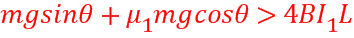 mgsinθ + μ₁mgcosθ > 4BI₁L